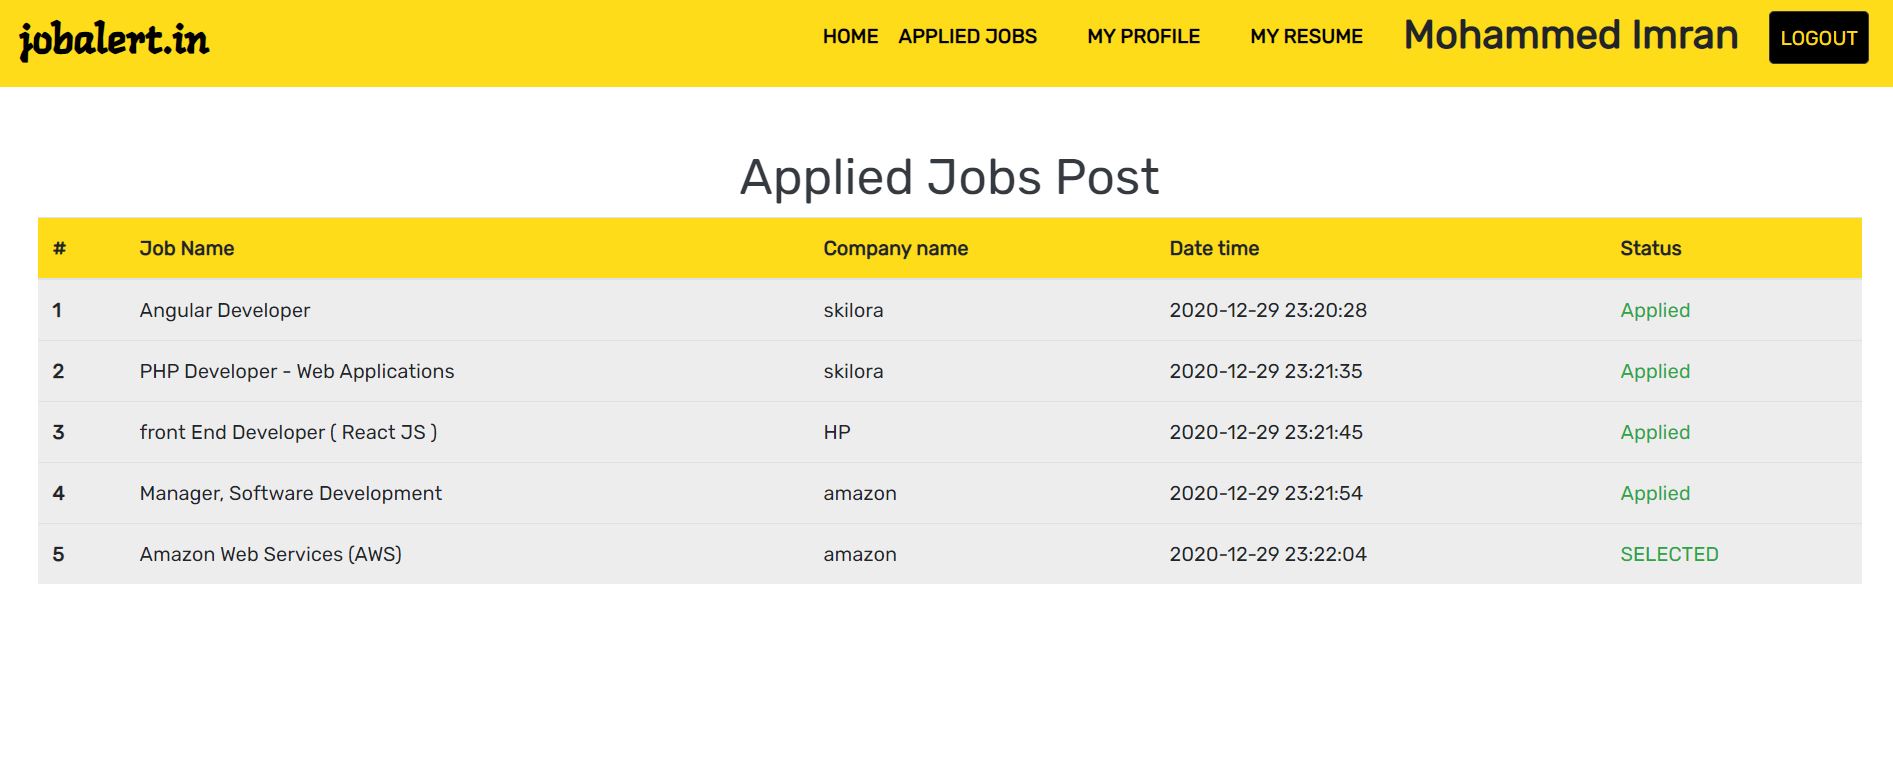 jobalert.in HOME APPLIED JOBS MY PROFILE MY RESUME Mohammed Imran LOGOUT
Applied Jobs Post
# Job Name Company name Date time Status
1 Angular Developer skilora 2020-12-29 23:20:28 Applied
2 PHP Developer - Web Applications skilora 2020-12-29 23:21:35 Applied
3 front End Developer ( React JS ) HP 2020-12-29 23:21:45 Applied
4 Manager, Software Development amazon 2020-12-29 23:21:54 Applied
5 Amazon Web Services (AWS) amazon 2020-12-29 23:22:04 SELECTED